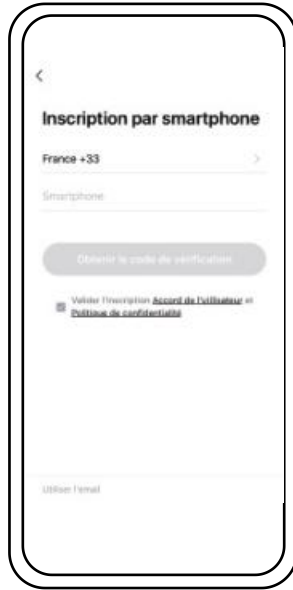 Inscription par smartphone
France +33
Smartphone
Obtenir le code de vérification
Valider l'inscription Accord de l'utilisateur et
Politique de confidentialité
Utiliser l'email